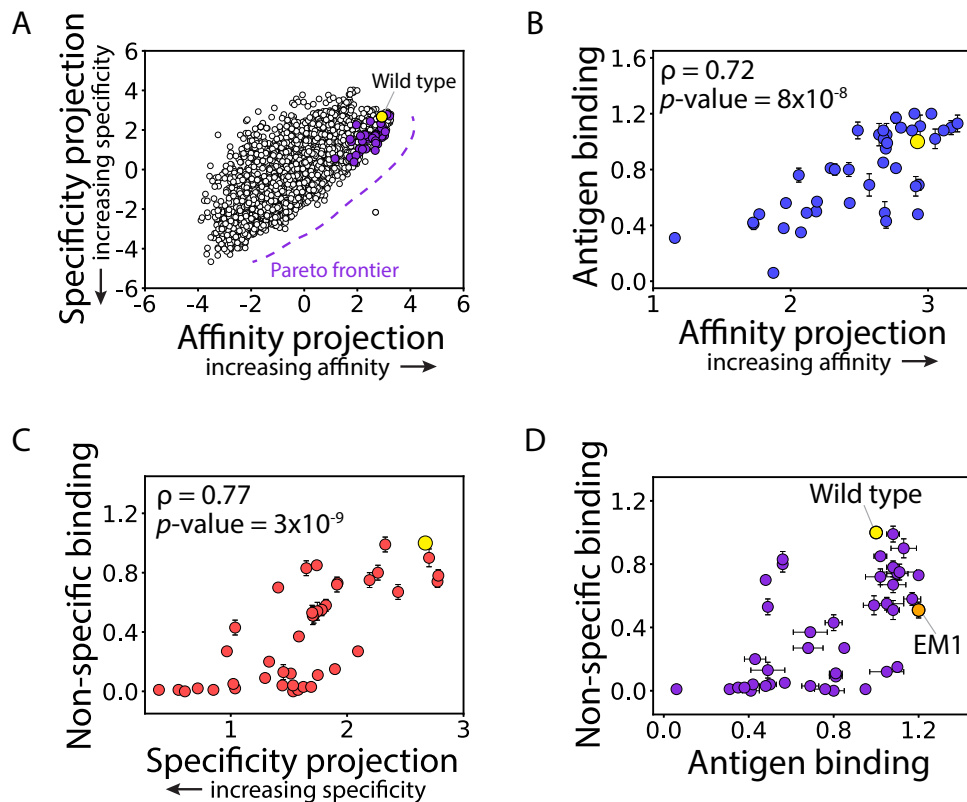 A
Specificity projection
increasing specificity
6
4
2
0
-2
-4
-6
Wild type
Pareto frontier
-6 -4 -2 0 2 4 6
Affinity projection
increasing affinity →
B
Antigen binding
1.6
1.2
0.8
0.4
0.0
ρ = 0.72
p-value = 8x10⁻⁸
1 2 3
Affinity projection
increasing affinity →
C
Non-specific binding
1.2
0.8
0.4
0.0
ρ = 0.77
p-value = 3x10⁻⁹
1 2 3
Specificity projection
← increasing specificity
D
Non-specific binding
1.2
0.8
0.4
0.0
Wild type
EM1
0.0 0.4 0.8 1.2
Antigen binding